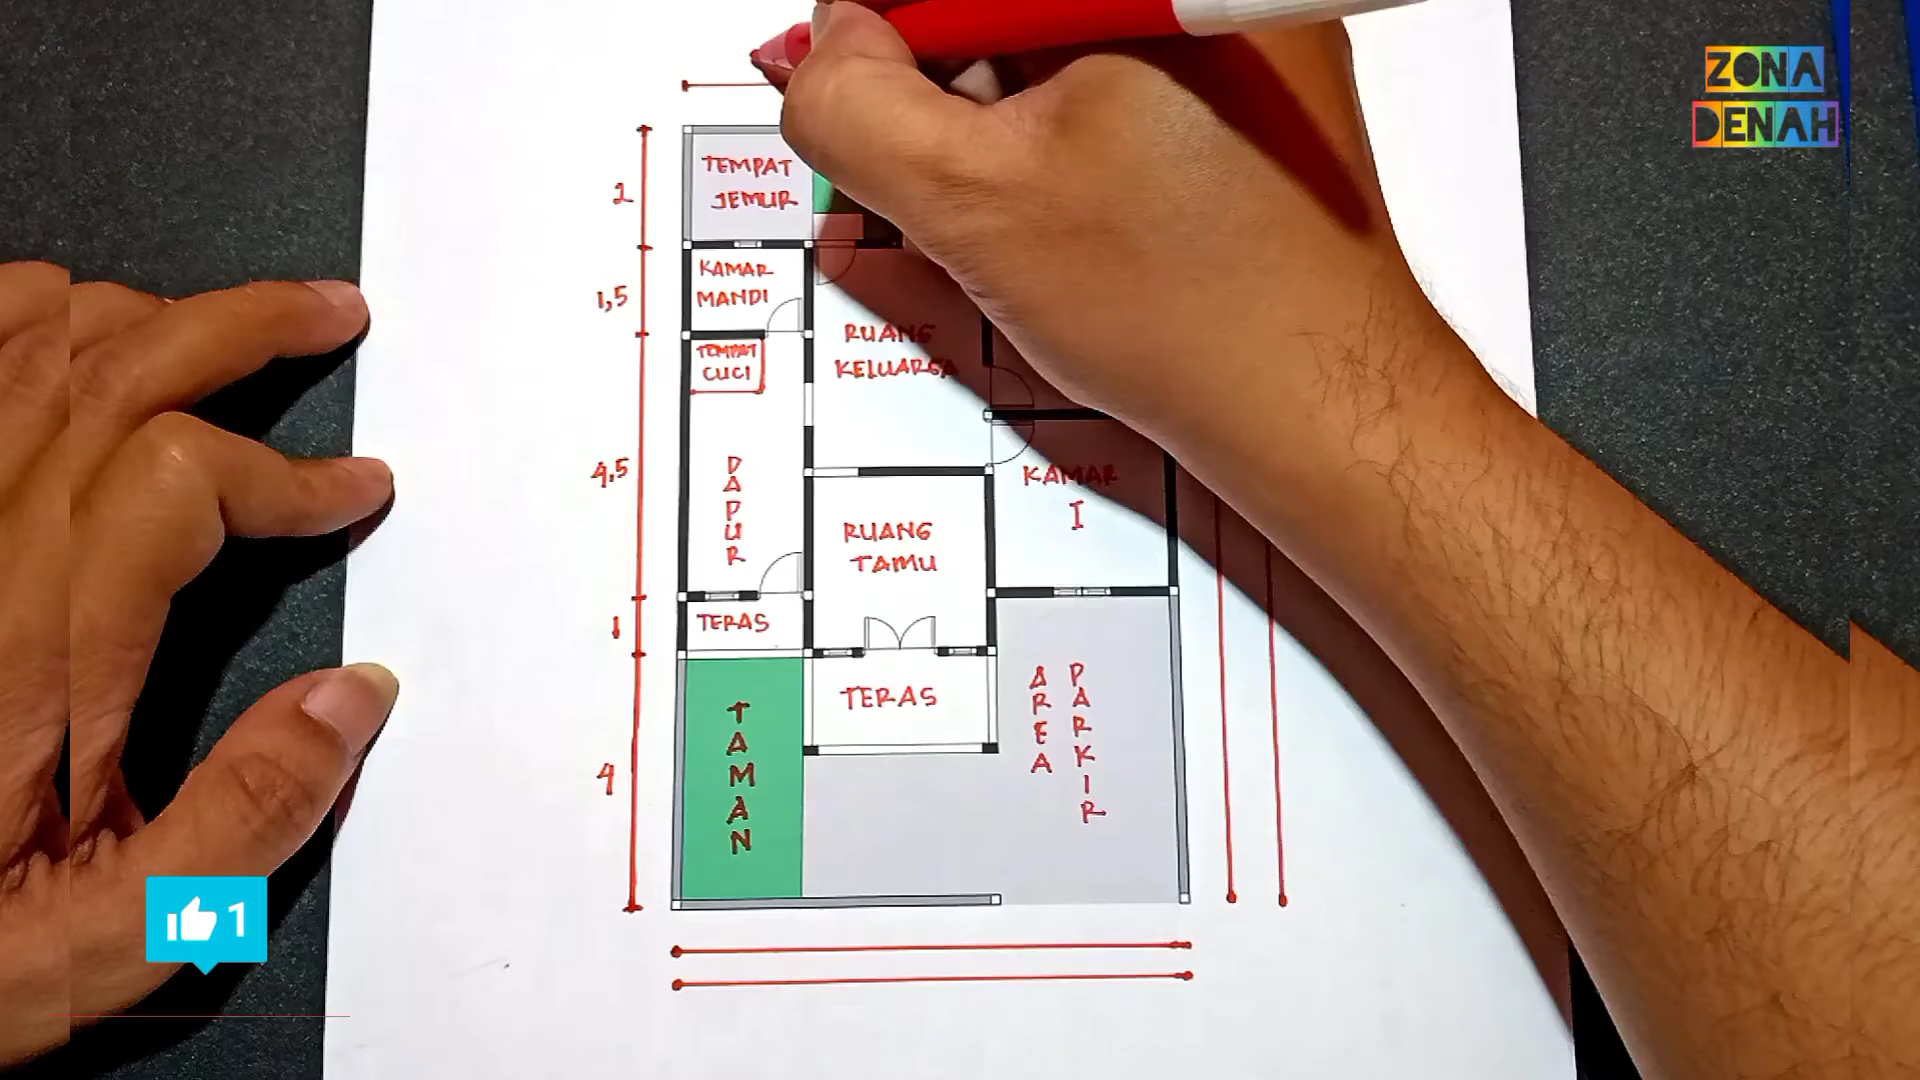 ZONA
DENAH
TEMPAT
JEMUR
2
KAMAR
MANDI
1,5
RUANG
KELUARGA
TEMPAT
CUCI
4,5
DAPUR
KAMAR
I
RUANG
TAMU
TERAS
1
TERAS
AREA
PARKIR
TAMAN
4
1